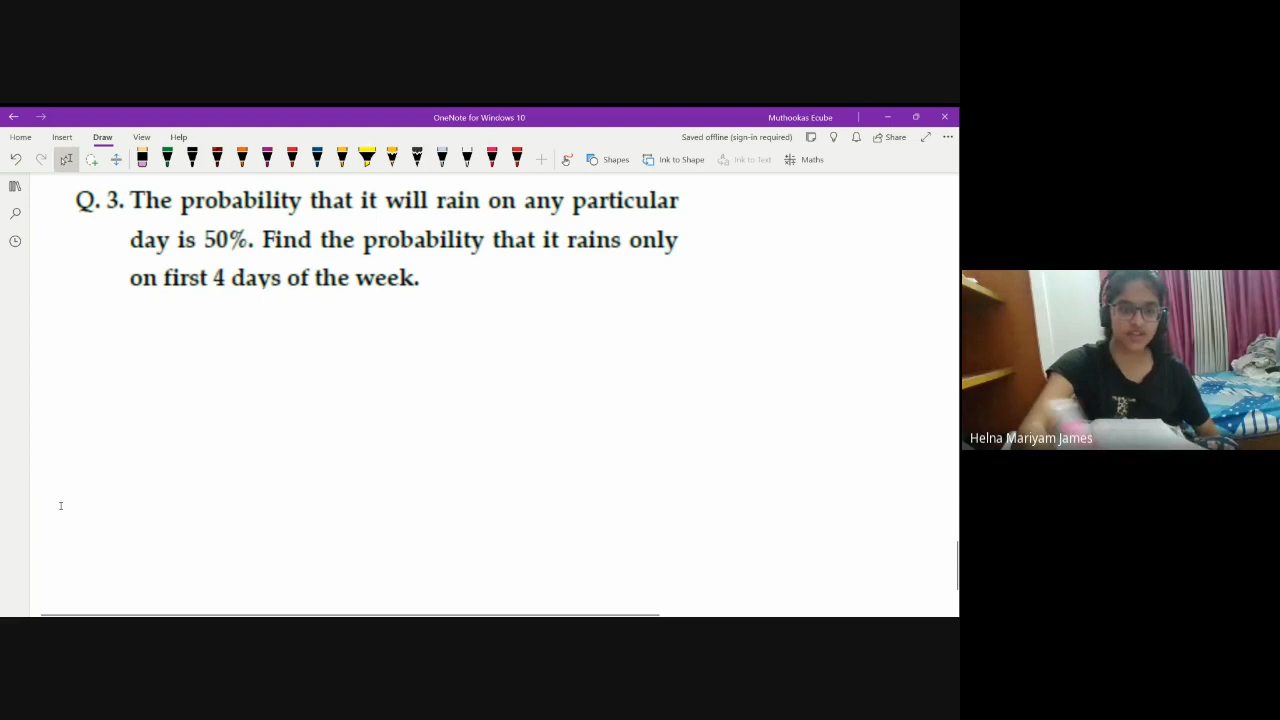 OneNote for Windows 10
Muthookas Ecube
Home Insert Draw View Help
Saved offline (sign-in required)
Share
Shapes
Ink to Shape
Ink to Text
Maths
Q. 3. The probability that it will rain on any particular
day is 50%. Find the probability that it rains only
on first 4 days of the week.
Helna Mariyam James